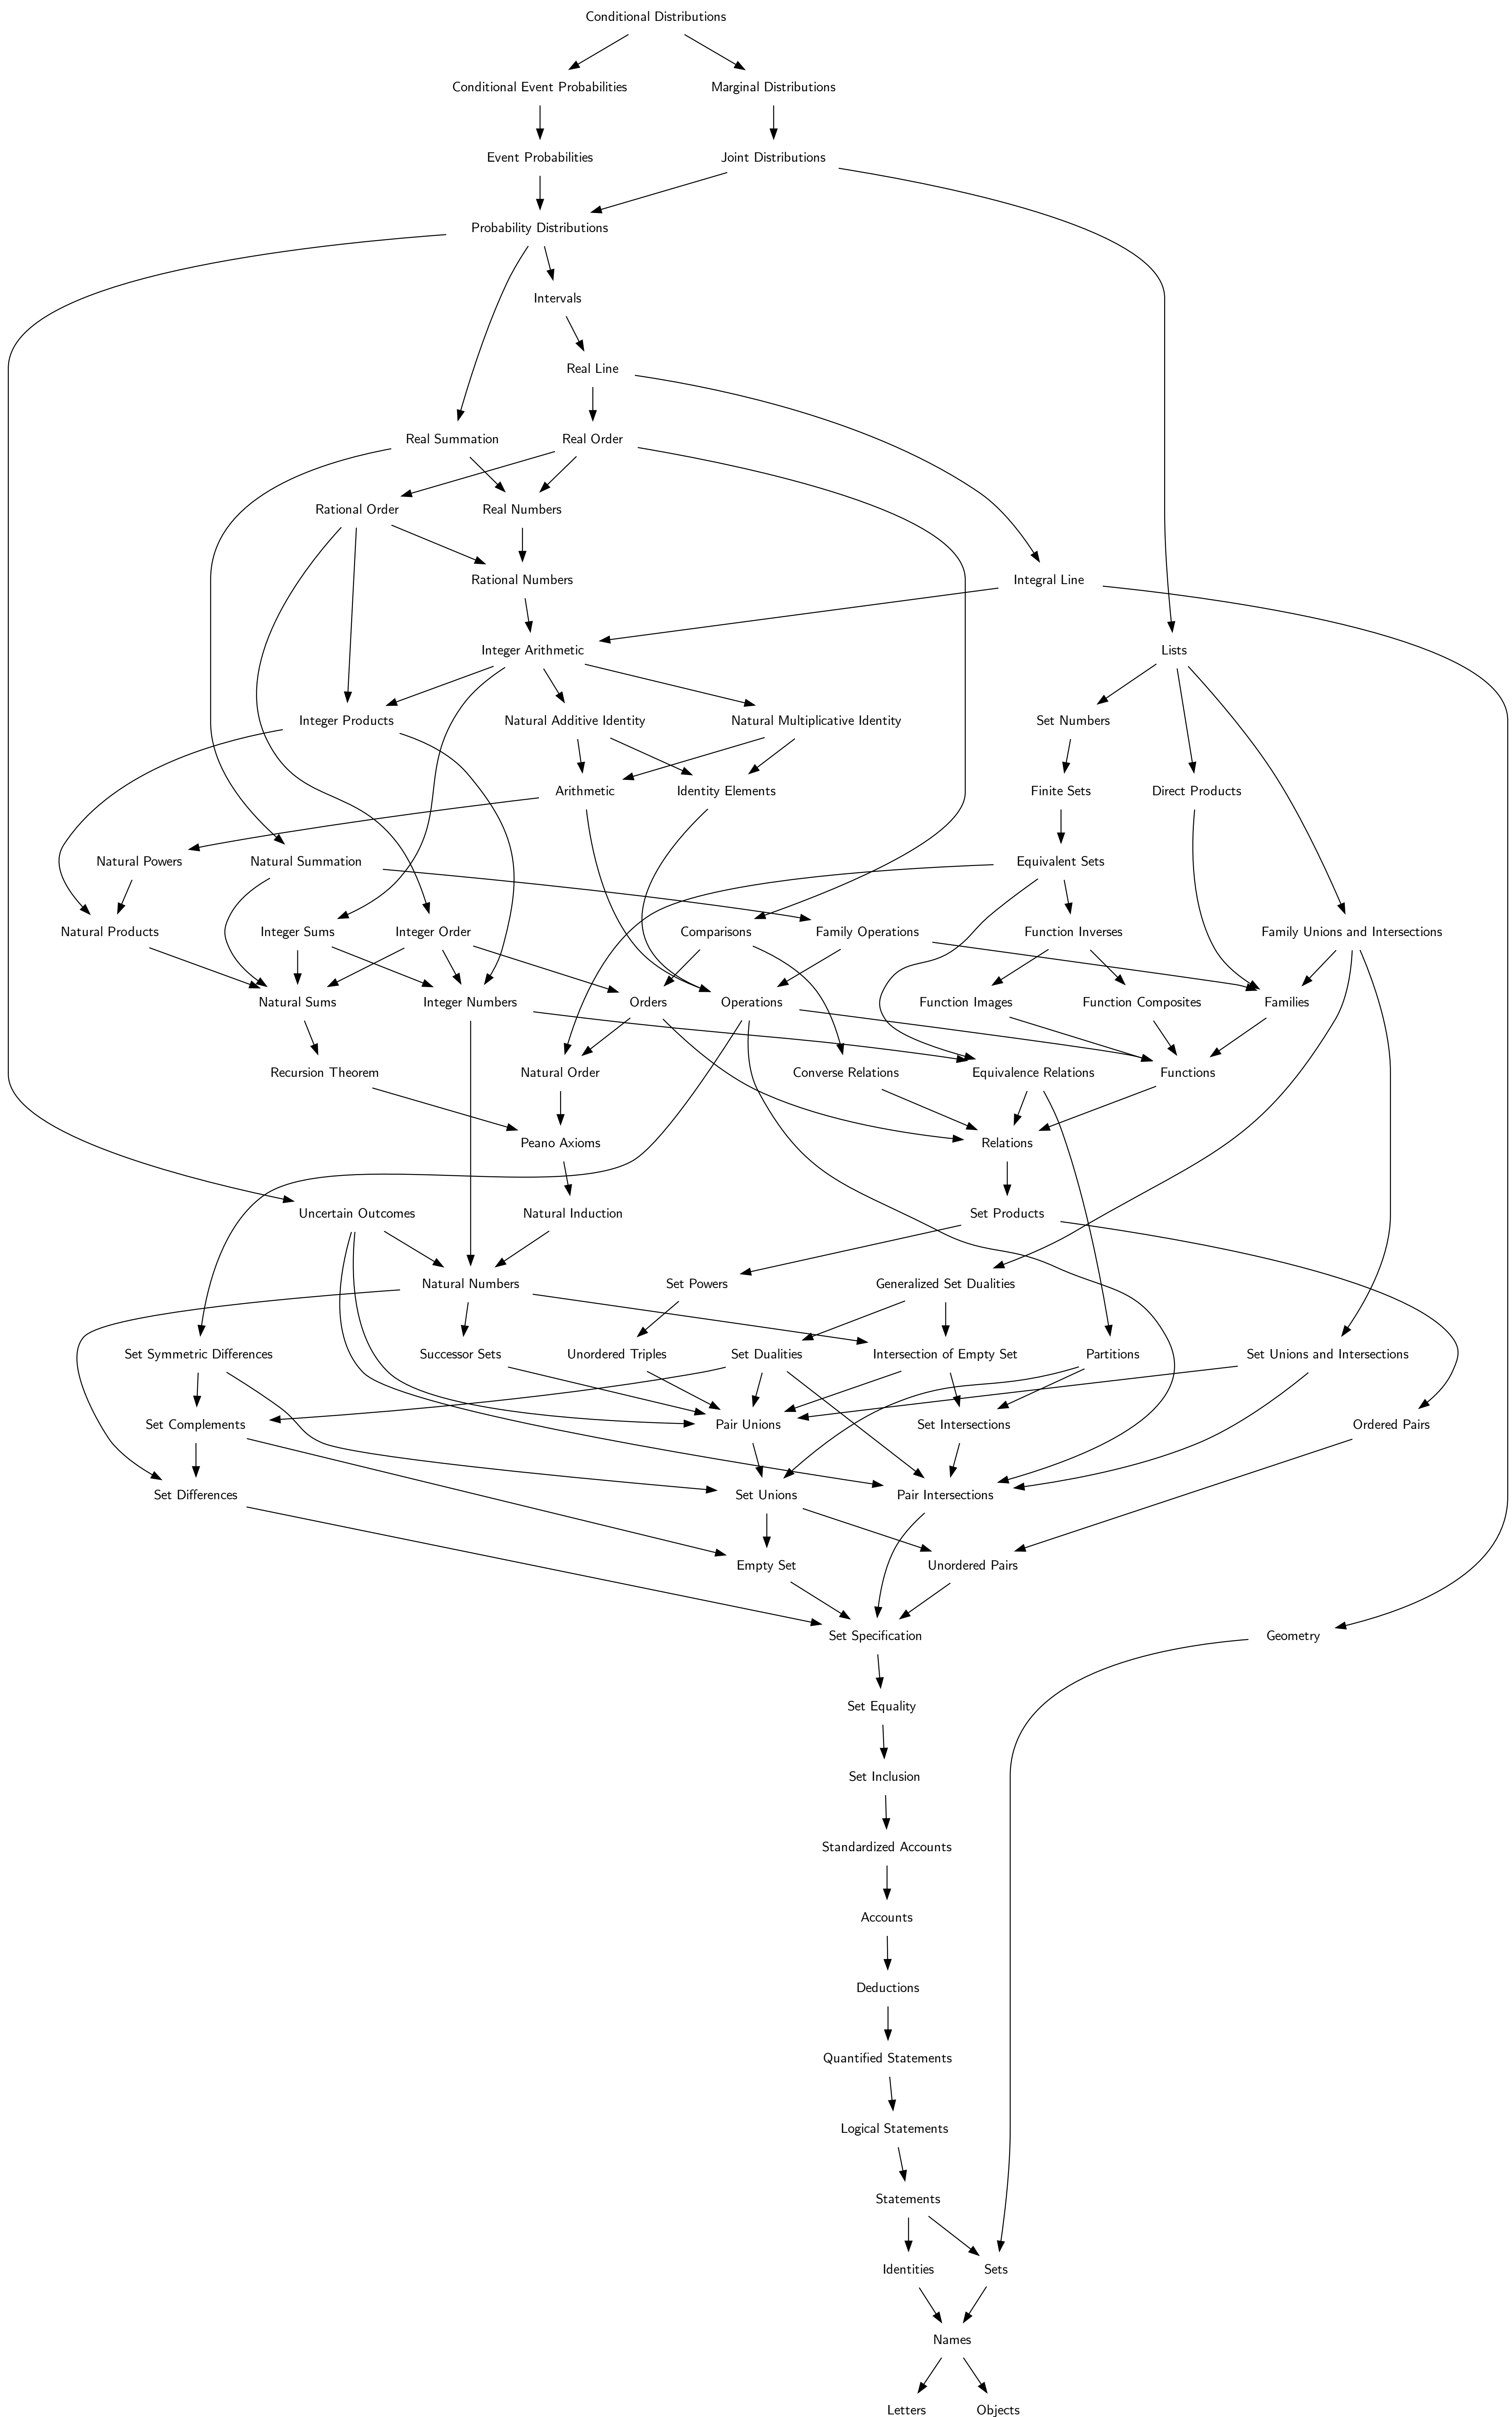 Conditional Distributions
Conditional Event Probabilities
Marginal Distributions
Event Probabilities
Joint Distributions
Probability Distributions
Intervals
Real Line
Real Summation
Real Order
Rational Order
Real Numbers
Rational Numbers
Integral Line
Integer Arithmetic
Lists
Integer Products
Natural Additive Identity
Natural Multiplicative Identity
Set Numbers
Arithmetic
Identity Elements
Finite Sets
Direct Products
Natural Powers
Natural Summation
Equivalent Sets
Natural Products
Integer Sums
Integer Order
Comparisons
Family Operations
Function Inverses
Family Unions and Intersections
Natural Sums
Integer Numbers
Orders
Operations
Function Images
Function Composites
Families
Recursion Theorem
Natural Order
Converse Relations
Equivalence Relations
Functions
Peano Axioms
Relations
Uncertain Outcomes
Natural Induction
Set Products
Natural Numbers
Set Powers
Generalized Set Dualities
Set Symmetric Differences
Successor Sets
Unordered Triples
Set Dualities
Intersection of Empty Set
Partitions
Set Unions and Intersections
Set Complements
Pair Unions
Set Intersections
Ordered Pairs
Set Differences
Set Unions
Pair Intersections
Empty Set
Unordered Pairs
Set Specification
Geometry
Set Equality
Set Inclusion
Standardized Accounts
Accounts
Deductions
Quantified Statements
Logical Statements
Statements
Identities
Sets
Names
Letters
Objects